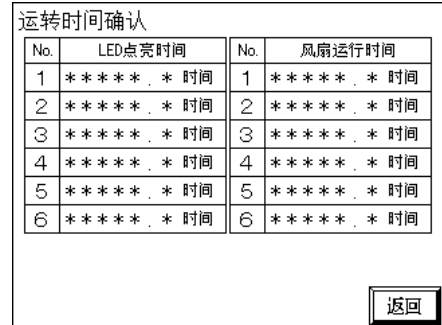 运转时间确认
No. LED点亮时间 No. 风扇运行时间
1 *****.* 时间 1 *****.* 时间
2 *****.* 时间 2 *****.* 时间
3 *****.* 时间 3 *****.* 时间
4 *****.* 时间 4 *****.* 时间
5 *****.* 时间 5 *****.* 时间
6 *****.* 时间 6 *****.* 时间
返回